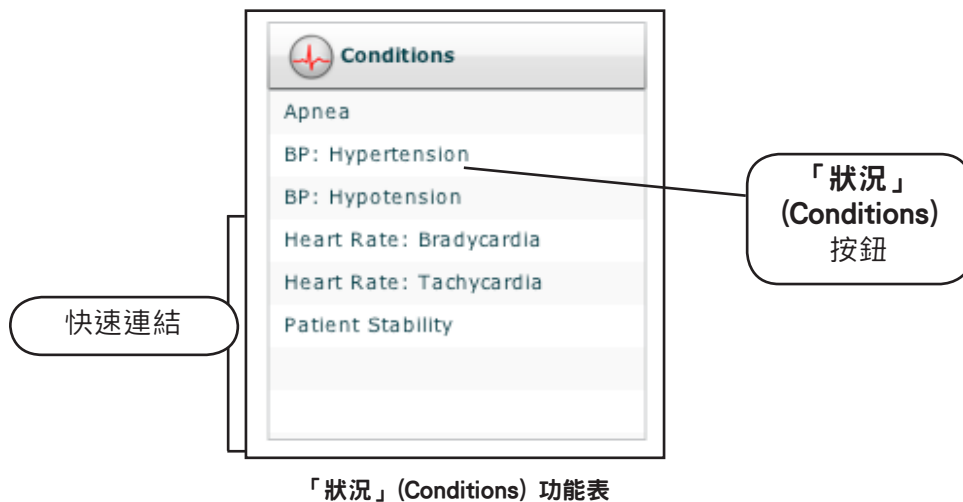 Conditions
Apnea
BP: Hypertension
BP: Hypotension
Heart Rate: Bradycardia
Heart Rate: Tachycardia
Patient Stability
「狀況」
(Conditions)
按鈕
快速連結
「狀況」(Conditions) 功能表